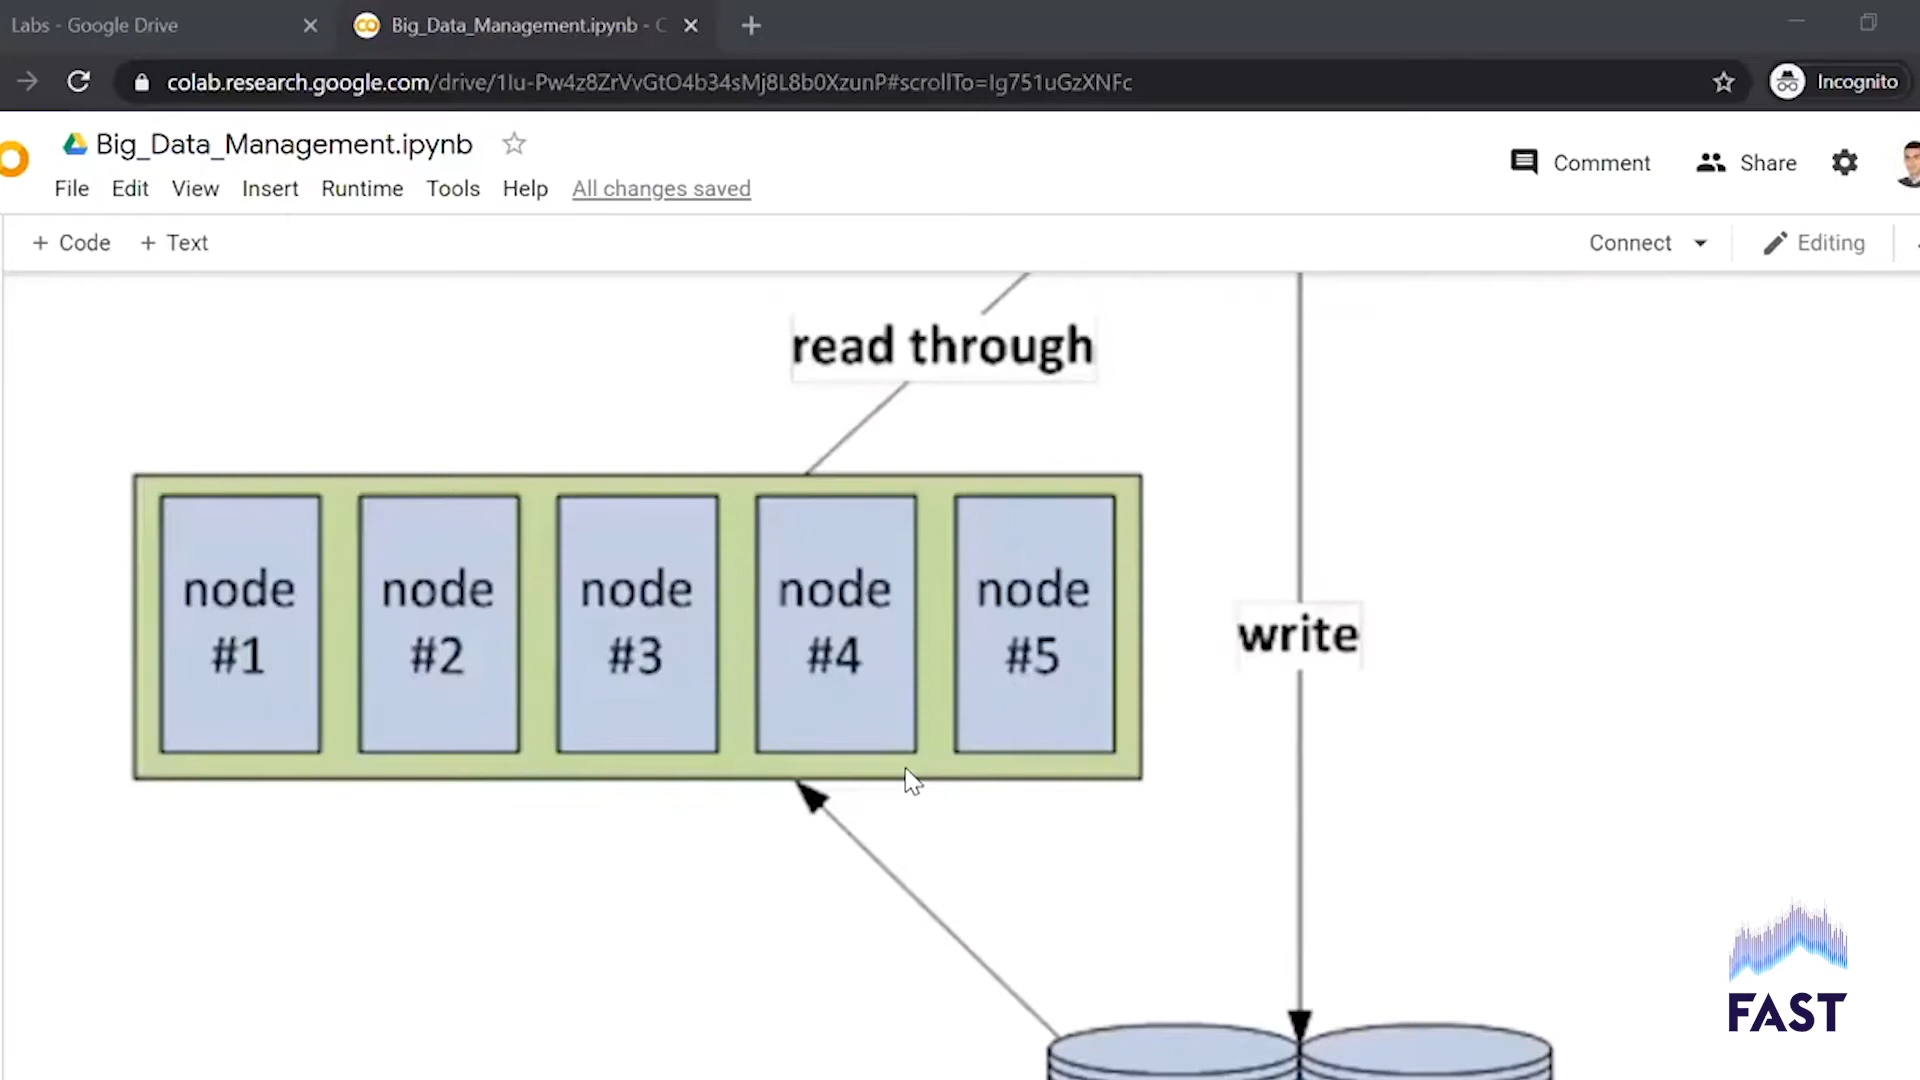 Labs - Google Drive
Big_Data_Management.ipynb - C
colab.research.google.com/drive/1Iu-Pw4z8ZrVvGtO4b34sMj8L8b0XzunP#scrollTo=Ig751uGzXNFc
Incognito
Big_Data_Management.ipynb
Comment
Share
File Edit View Insert Runtime Tools Help All changes saved
+ Code + Text
Connect
Editing
read through
node #1
node #2
node #3
node #4
node #5
write
FAST